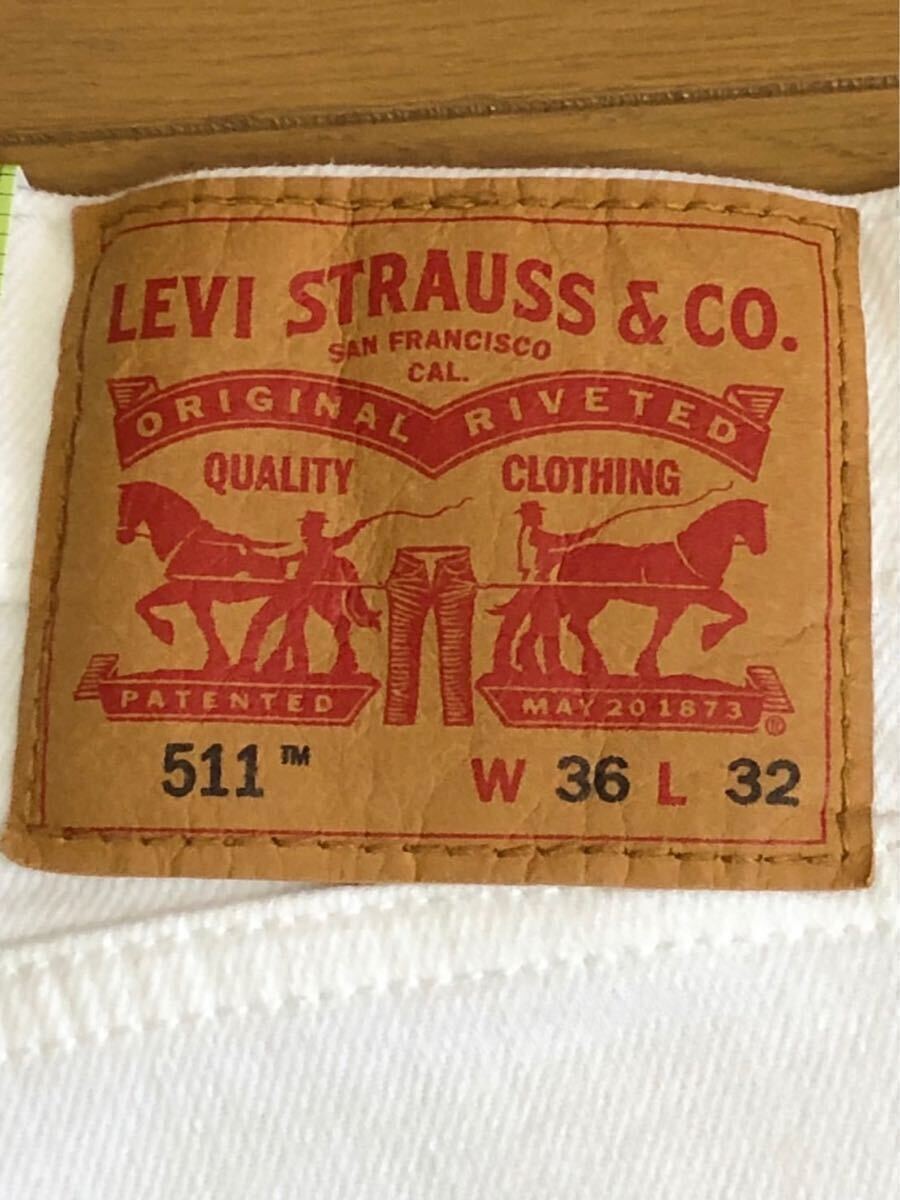 LEVI STRAUSS & CO.
SAN FRANCISCO
CAL.
ORIGINAL RIVETED
QUALITY CLOTHING
PATENTED MAY 20 1873 ®
511™ W 36 L 32